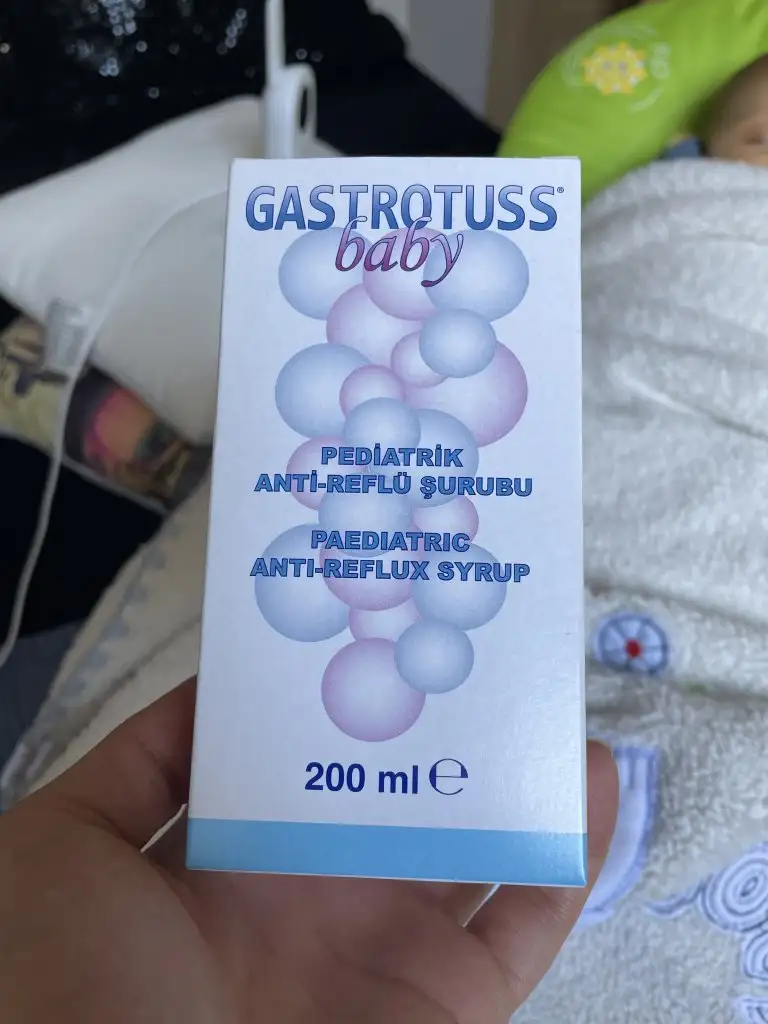 GASTROTUSS®
baby
PEDİATRİK
ANTİ-REFLÜ ŞURUBU
PAEDIATRIC
ANTI-REFLUX SYRUP
200 ml ℮